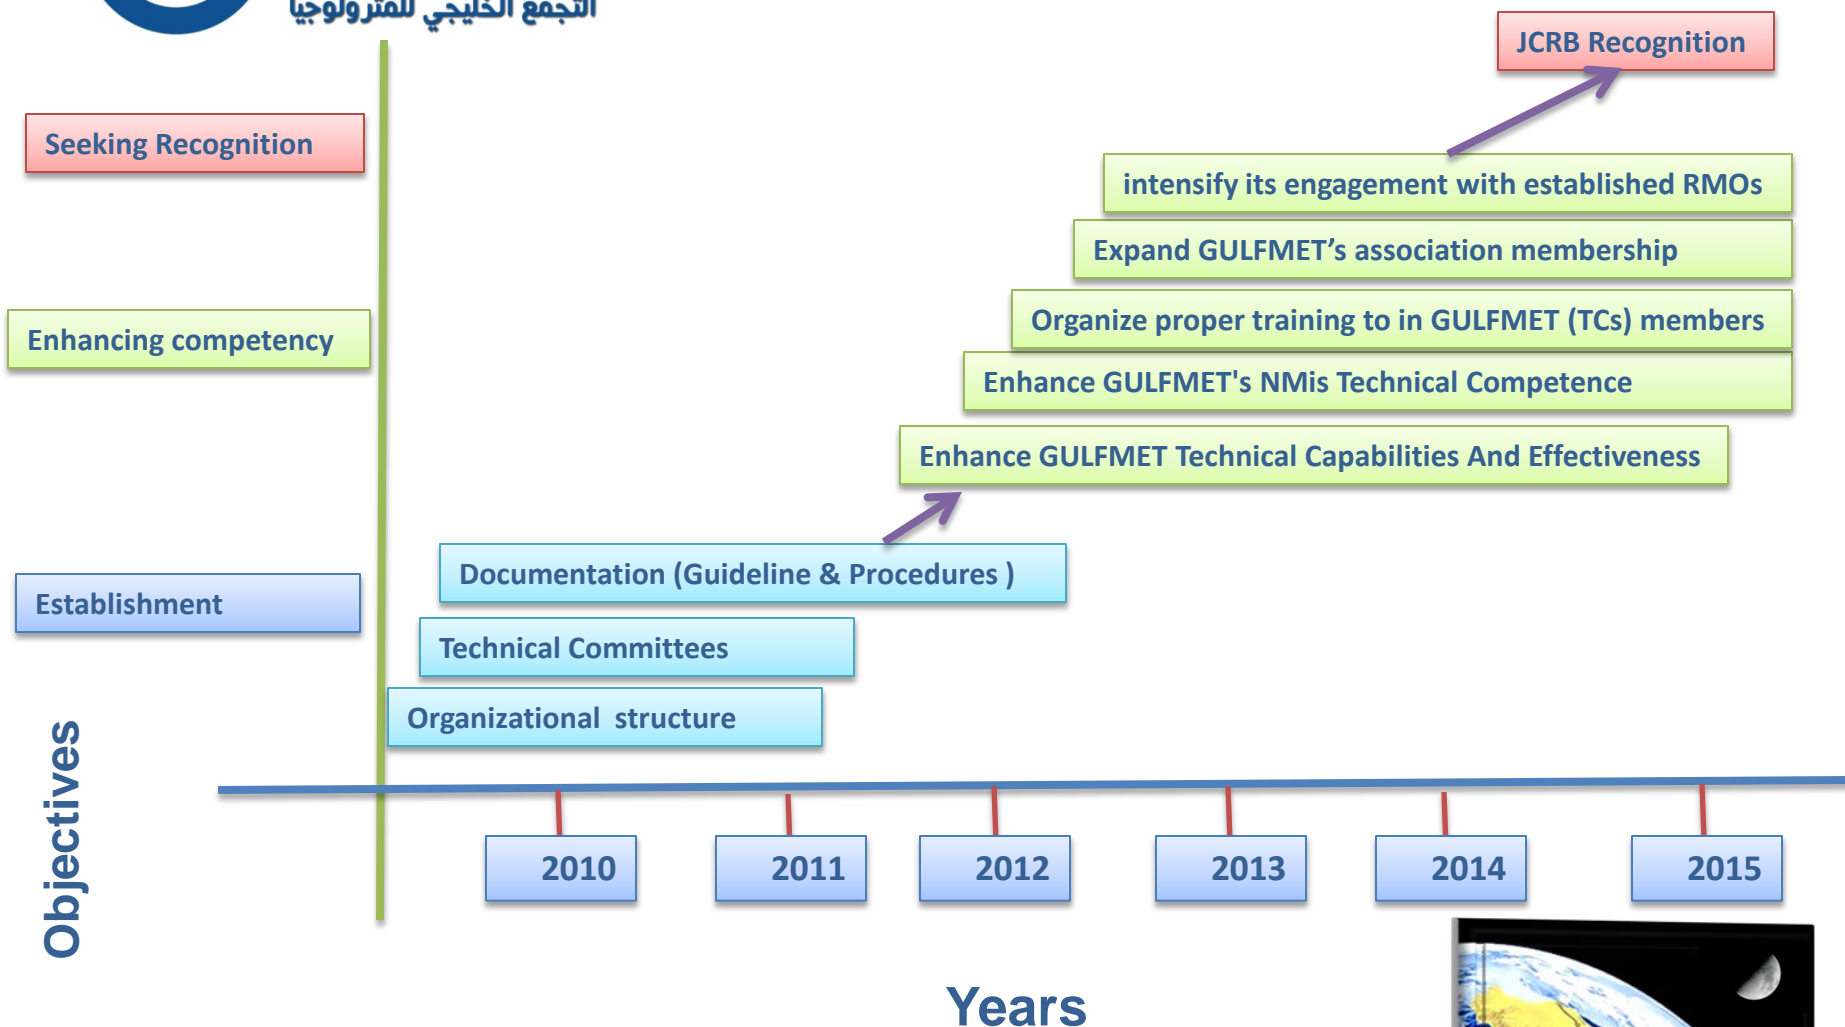 التجمع الخليجي للمترولوجيا
JCRB Recognition
Seeking Recognition
intensify its engagement with established RMOs
Expand GULFMET’s association membership
Organize proper training to in GULFMET (TCs) members
Enhancing competency
Enhance GULFMET's NMis Technical Competence
Enhance GULFMET Technical Capabilities And Effectiveness
Documentation (Guideline & Procedures )
Establishment
Technical Committees
Organizational  structure
Objectives
2010
2011
2012
2013
2014
2015
Years